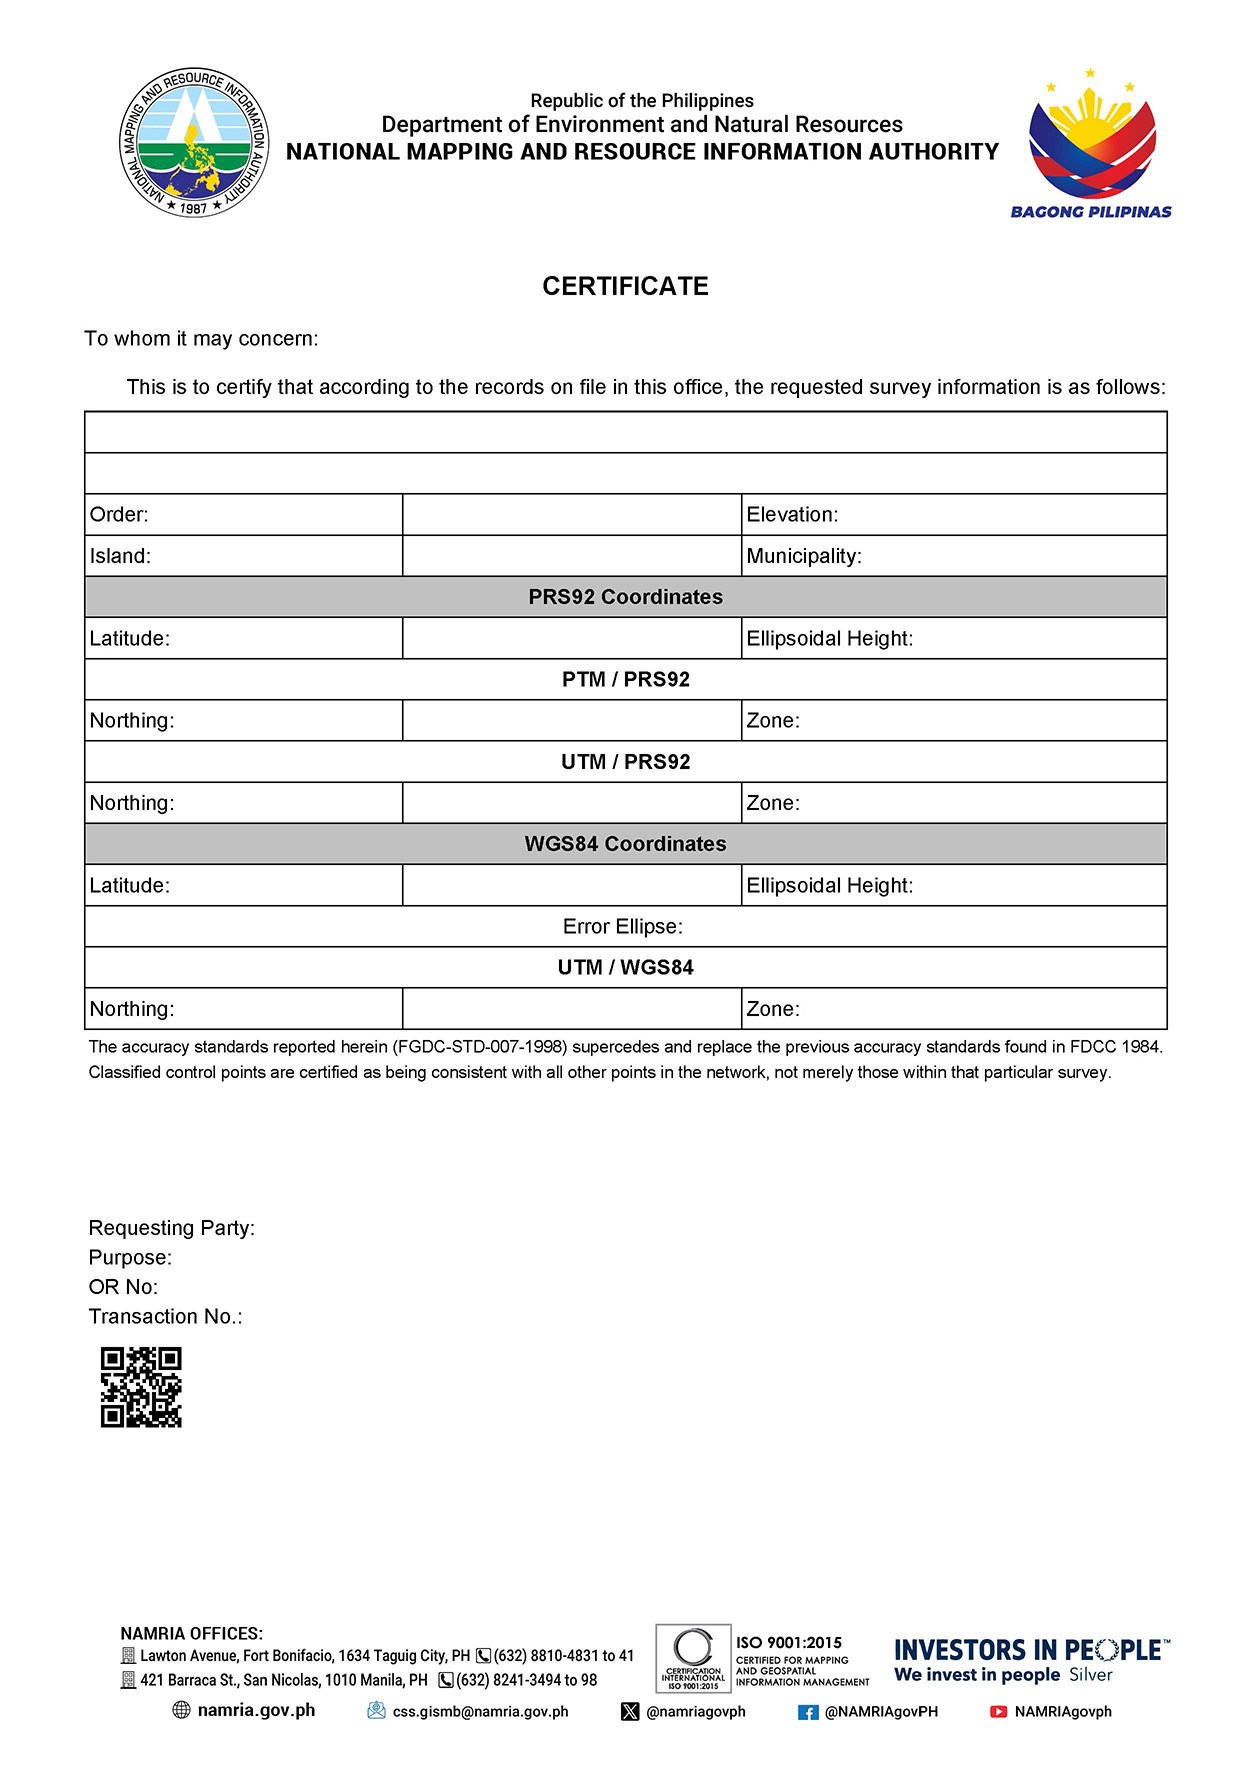 NATIONAL MAPPING AND RESOURCE INFORMATION AUTHORITY
★ 1987 ★
Republic of the Philippines
Department of Environment and Natural Resources
NATIONAL MAPPING AND RESOURCE INFORMATION AUTHORITY
BAGONG PILIPINAS
CERTIFICATE
To whom it may concern:
This is to certify that according to the records on file in this office, the requested survey information is as follows:
Order: Elevation:
Island: Municipality:
PRS92 Coordinates
Latitude: Ellipsoidal Height:
PTM / PRS92
Northing: Zone:
UTM / PRS92
Northing: Zone:
WGS84 Coordinates
Latitude: Ellipsoidal Height:
Error Ellipse:
UTM / WGS84
Northing: Zone:
The accuracy standards reported herein (FGDC-STD-007-1998) supercedes and replace the previous accuracy standards found in FDCC 1984.
Classified control points are certified as being consistent with all other points in the network, not merely those within that particular survey.
Requesting Party:
Purpose:
OR No:
Transaction No.:
NAMRIA OFFICES:
Lawton Avenue, Fort Bonifacio, 1634 Taguig City, PH (632) 8810-4831 to 41
421 Barraca St., San Nicolas, 1010 Manila, PH (632) 8241-3494 to 98
CERTIFICATION
INTERNATIONAL
ISO 9001:2015
ISO 9001:2015
CERTIFIED FOR MAPPING
AND GEOSPATIAL
INFORMATION MANAGEMENT
INVESTORS IN PEOPLE™
We invest in people Silver
namria.gov.ph css.gismb@namria.gov.ph @namriagovph @NAMRIAgovPH NAMRIAgovph